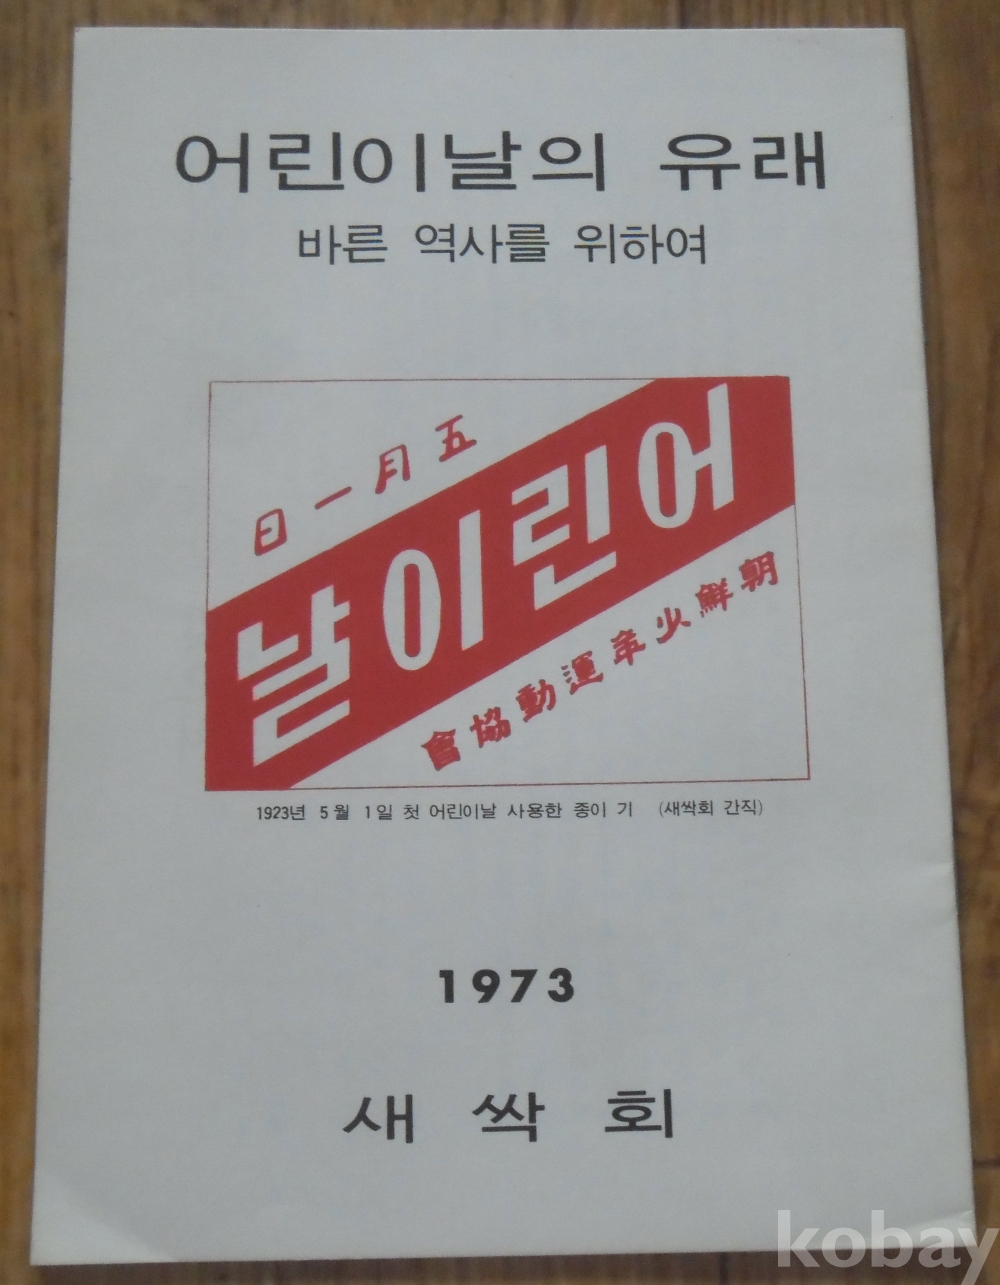 어린이날의 유래
바른 역사를 위하여
五月一日
어린이날
朝鮮少年運動協會
1923년 5월 1일 첫 어린이날 사용한 종이 기 (새싹회 간직)
1973
새싹회
kobay